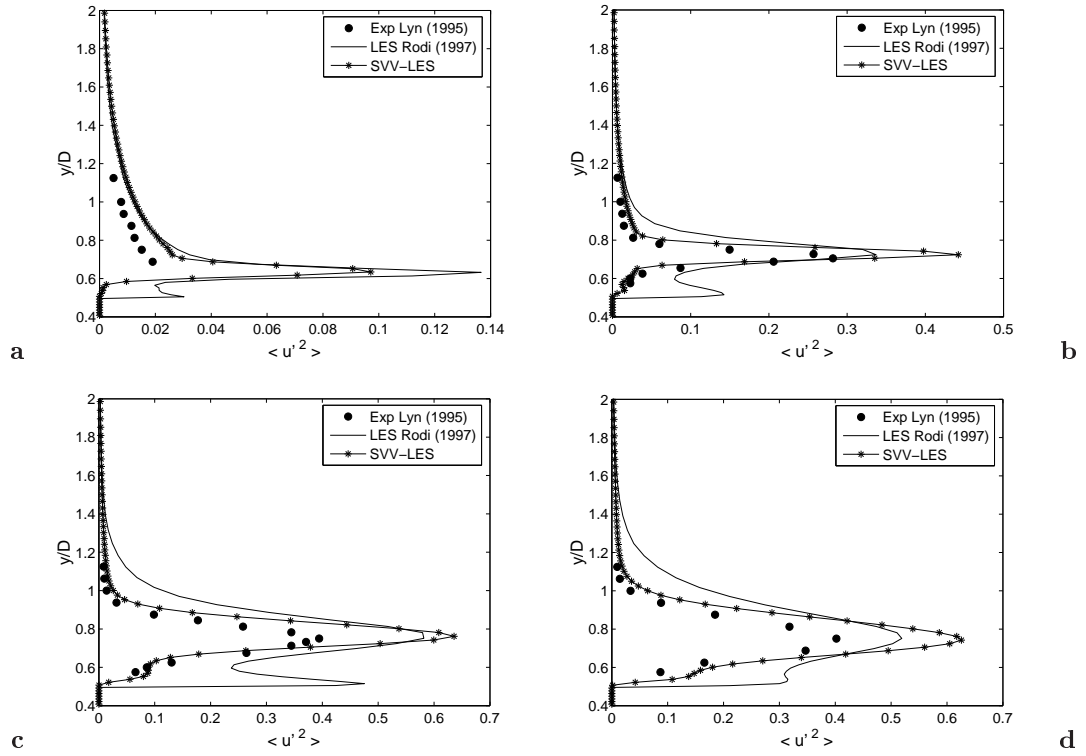 2
1.8
1.6
1.4
1.2
1
0.8
0.6
0.4
y/D
Exp Lyn (1995)
LES Rodi (1997)
SVV−LES
0 0.02 0.04 0.06 0.08 0.1 0.12 0.14
< u'² >
a
2
1.8
1.6
1.4
1.2
1
0.8
0.6
0.4
y/D
Exp Lyn (1995)
LES Rodi (1997)
SVV−LES
0 0.1 0.2 0.3 0.4 0.5
< u'² >
b
2
1.8
1.6
1.4
1.2
1
0.8
0.6
0.4
y/D
Exp Lyn (1995)
LES Rodi (1997)
SVV−LES
0 0.1 0.2 0.3 0.4 0.5 0.6 0.7
< u'² >
c
2
1.8
1.6
1.4
1.2
1
0.8
0.6
0.4
y/D
Exp Lyn (1995)
LES Rodi (1997)
SVV−LES
0 0.1 0.2 0.3 0.4 0.5 0.6 0.7
< u'² >
d